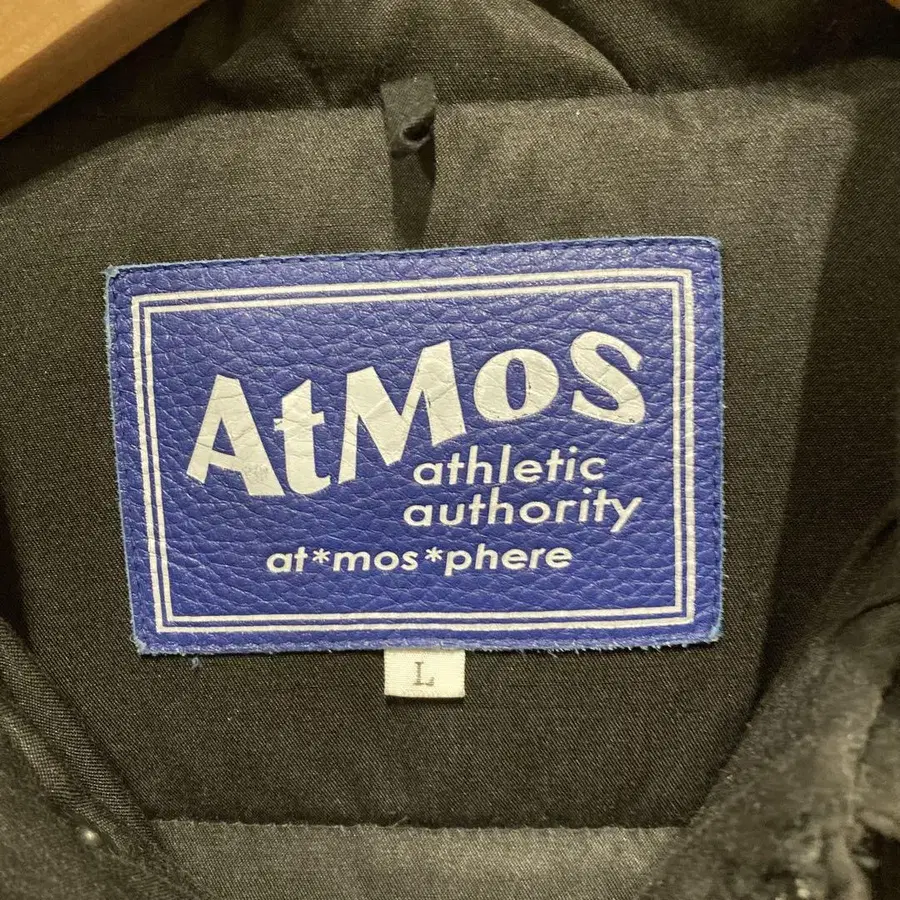 AtMoS
athletic
authority
at*mos*phere
L